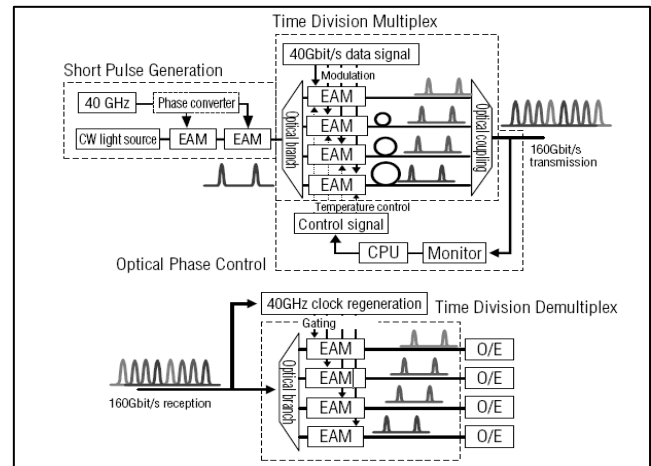 Time Division Multiplex
40Gbit/s data signal
Short Pulse Generation
Modulation
40 GHz
Phase converter
EAM
CW light source
EAM
EAM
Optical branch
EAM
EAM
EAM
Optical coupling
160Gbit/s
transmission
Temperature control
Control signal
CPU
Monitor
Optical Phase Control
40GHz clock regeneration
Time Division Demultiplex
Gating
EAM
O/E
Optical branch
EAM
O/E
160Gbit/s reception
EAM
O/E
EAM
O/E